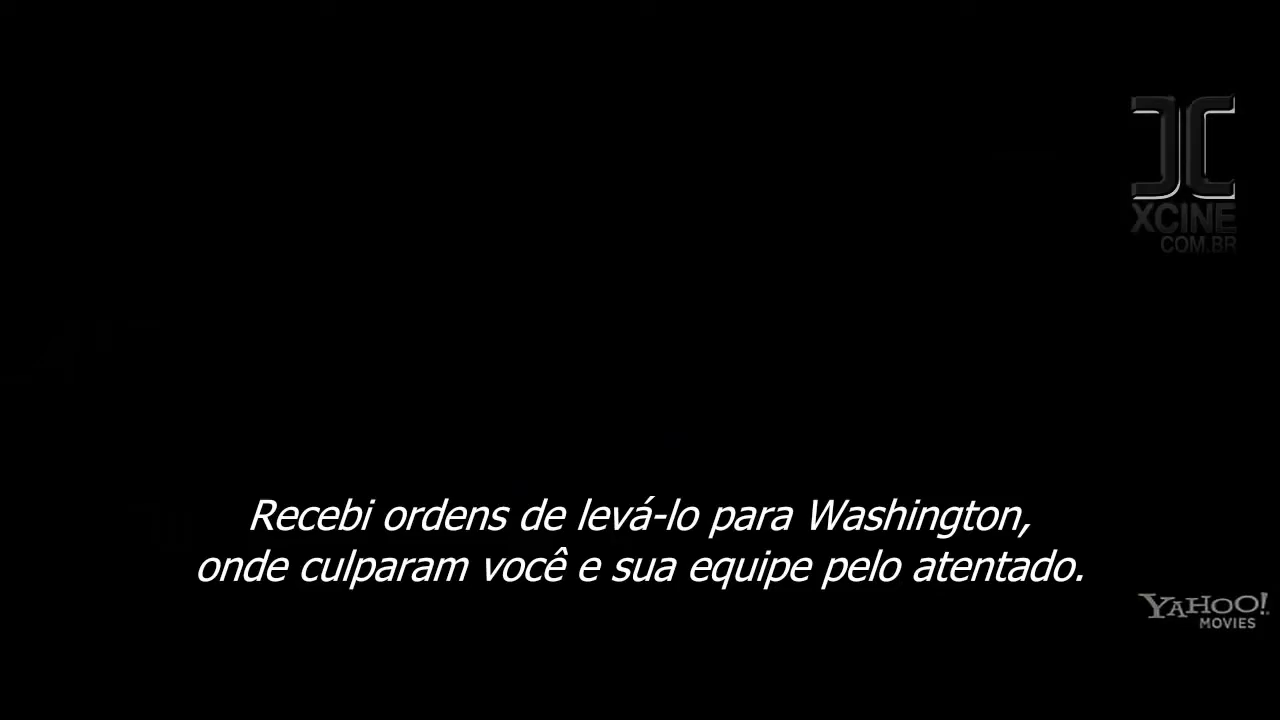 XCINE
COM.BR
Recebi ordens de levá-lo para Washington,
onde culparam você e sua equipe pelo atentado.
YAHOO!
MOVIES